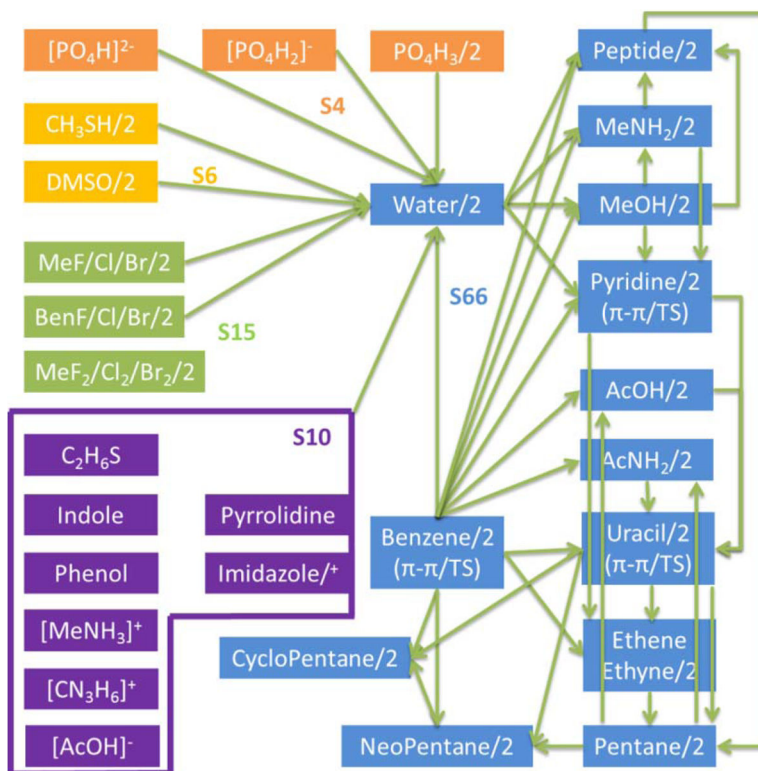 [PO₄H]²⁻
[PO₄H₂]⁻
PO₄H₃/2
Peptide/2
S4
CH₃SH/2
MeNH₂/2
DMSO/2
S6
Water/2
MeOH/2
MeF/Cl/Br/2
Pyridine/2
(π-π/TS)
BenF/Cl/Br/2
S66
S15
MeF₂/Cl₂/Br₂/2
AcOH/2
S10
C₂H₆S
AcNH₂/2
Indole
Pyrrolidine
Benzene/2
(π-π/TS)
Uracil/2
(π-π/TS)
Phenol
Imidazole/⁺
[MeNH₃]⁺
CycloPentane/2
Ethene
Ethyne/2
[CN₃H₆]⁺
[AcOH]⁻
NeoPentane/2
Pentane/2